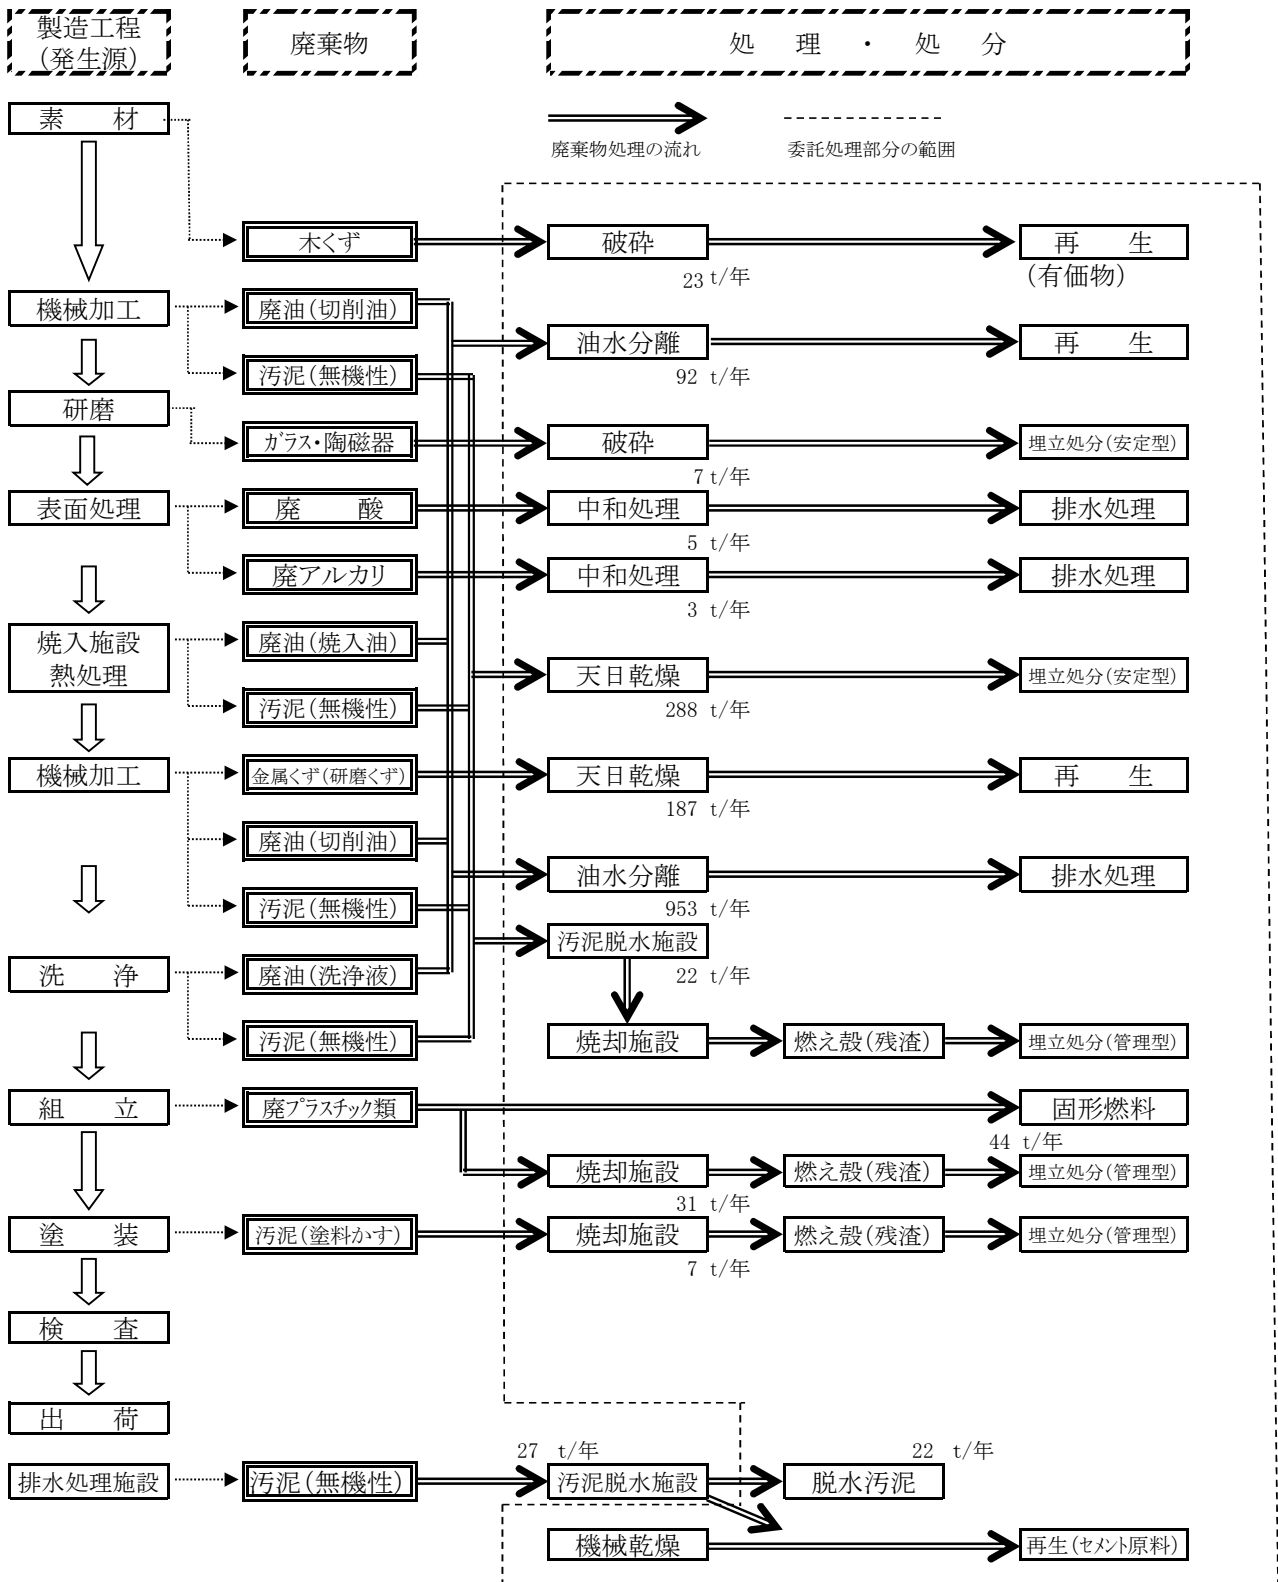 製造工程
（発生源）
廃棄物
処　理　・　処　分
素　材
廃棄物処理の流れ
委託処理部分の範囲
木くず
破砕
再　生
（有価物）
23 t/年
機械加工
廃油（切削油）
油水分離
再　生
92 t/年
汚泥（無機性）
研磨
ｶﾞﾗｽ・陶磁器
破砕
埋立処分（安定型）
7 t/年
表面処理
廃　酸
中和処理
排水処理
5 t/年
廃アルカリ
中和処理
排水処理
3 t/年
焼入施設
熱処理
廃油（焼入油）
天日乾燥
埋立処分（安定型）
288 t/年
汚泥（無機性）
機械加工
金属くず（研磨くず）
天日乾燥
再　生
187 t/年
廃油（切削油）
油水分離
排水処理
953 t/年
汚泥（無機性）
汚泥脱水施設
22 t/年
洗　浄
廃油（洗浄液）
汚泥（無機性）
焼却施設
燃え殻（残渣）
埋立処分（管理型）
組　立
廃ﾌﾟﾗｽﾁｯｸ類
固形燃料
44 t/年
焼却施設
燃え殻（残渣）
埋立処分（管理型）
31 t/年
塗　装
汚泥（塗料かす）
焼却施設
燃え殻（残渣）
埋立処分（管理型）
7 t/年
検　査
出　荷
27 t/年
22 t/年
排水処理施設
汚泥（無機性）
汚泥脱水施設
脱水汚泥
機械乾燥
再生（ｾﾒﾝﾄ原料）